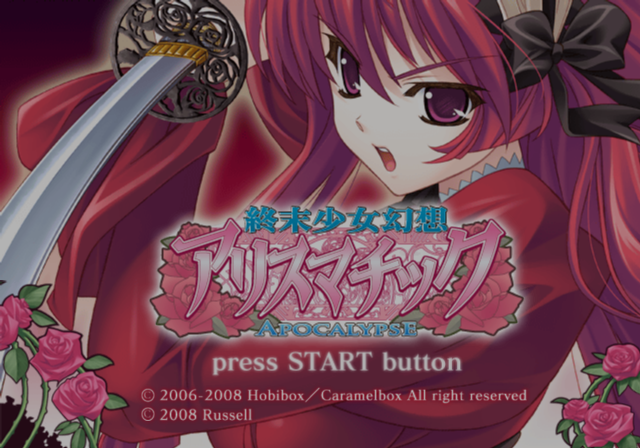 終末少女幻想
アリスマチック
APOCALYPSE
press START button
© 2006-2008 Hobibox／Caramelbox All right reserved
© 2008 Russell